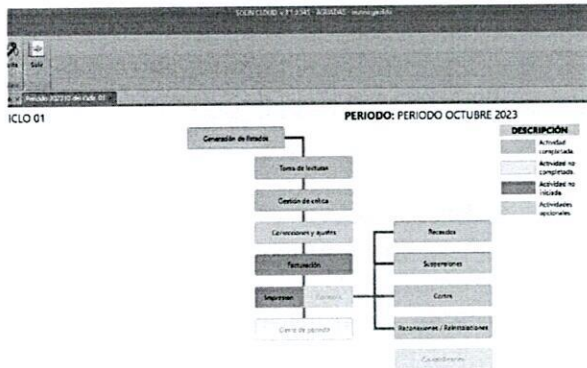 Salir
ICLO 01
PERIODO: PERIODO OCTUBRE 2023
DESCRIPCIÓN
Actividad completada.
Actividad no completada.
Actividad no iniciada.
Actividades opcionales.
Generación de listados
Toma de lecturas
Gestión de crítica
Correcciones y ajustes
Facturación
Impresion
Cierre de periodo
Recaudos
Suspensiones
Cortes
Reconexiones / Reinstalaciones